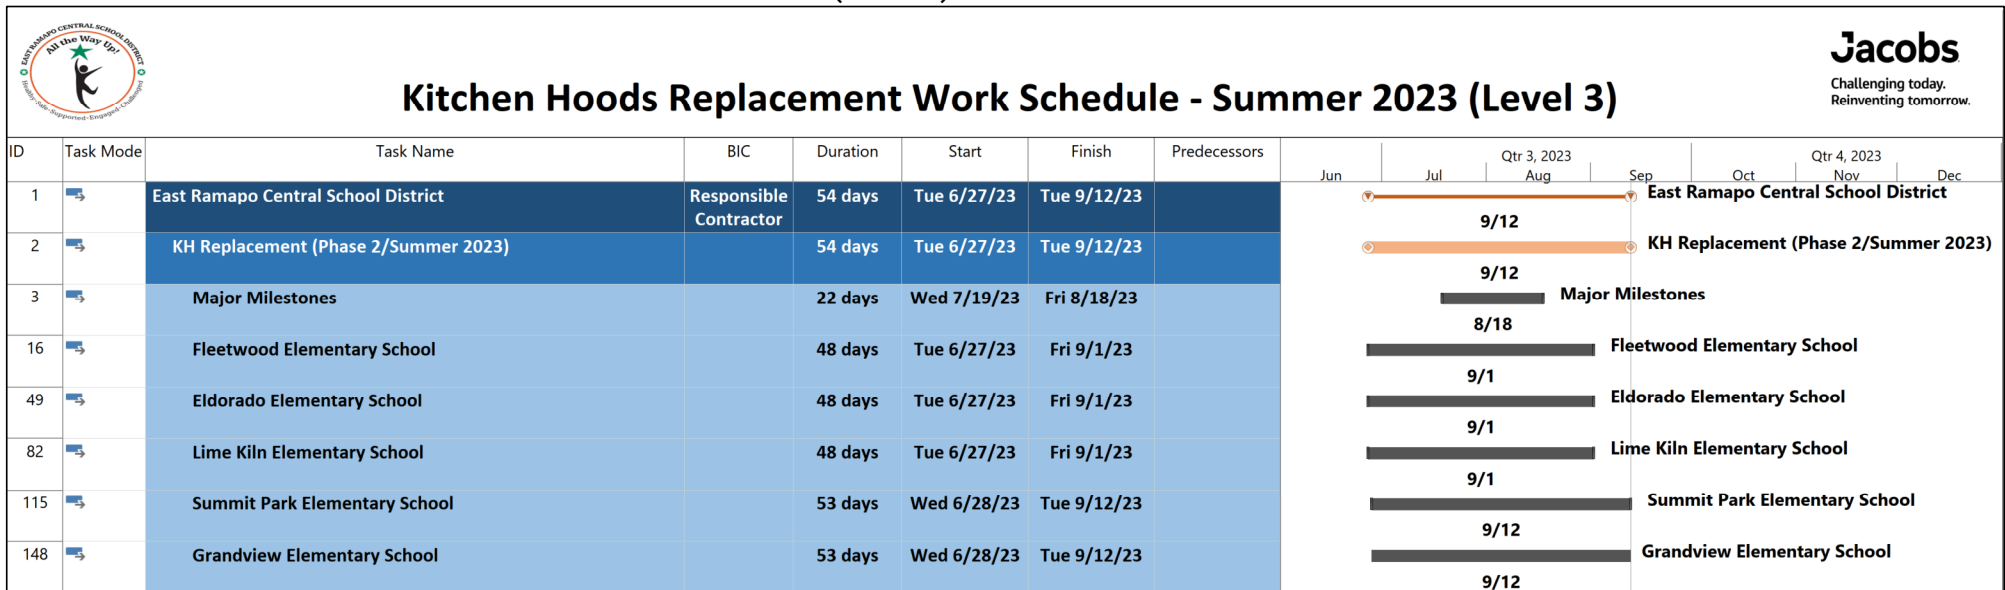 EAST RAMAPO CENTRAL SCHOOL DISTRICT
All the Way Up!
Healthy-Safe-Supported-Engaged-Challenged
Jacobs
Challenging today.
Reinventing tomorrow.
Kitchen Hoods Replacement Work Schedule - Summer 2023 (Level 3)
ID Task Mode Task Name BIC Duration Start Finish Predecessors
Qtr 3, 2023 Qtr 4, 2023
Jun Jul Aug Sep Oct Nov Dec
1 East Ramapo Central School District Responsible Contractor 54 days Tue 6/27/23 Tue 9/12/23 East Ramapo Central School District
9/12
2 KH Replacement (Phase 2/Summer 2023) 54 days Tue 6/27/23 Tue 9/12/23 KH Replacement (Phase 2/Summer 2023)
9/12
3 Major Milestones 22 days Wed 7/19/23 Fri 8/18/23 Major Milestones
8/18
16 Fleetwood Elementary School 48 days Tue 6/27/23 Fri 9/1/23 Fleetwood Elementary School
9/1
49 Eldorado Elementary School 48 days Tue 6/27/23 Fri 9/1/23 Eldorado Elementary School
9/1
82 Lime Kiln Elementary School 48 days Tue 6/27/23 Fri 9/1/23 Lime Kiln Elementary School
9/1
115 Summit Park Elementary School 53 days Wed 6/28/23 Tue 9/12/23 Summit Park Elementary School
9/12
148 Grandview Elementary School 53 days Wed 6/28/23 Tue 9/12/23 Grandview Elementary School
9/12